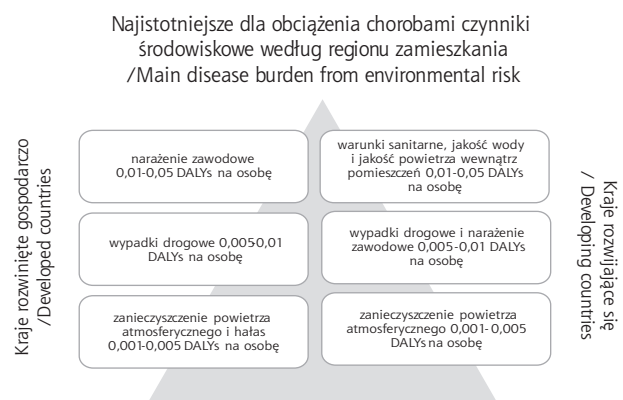 Najistotniejsze dla obciążenia chorobami czynniki
środowiskowe według regionu zamieszkania
/Main disease burden from environmental risk
Kraje rozwinięte gospodarczo
/Developed countries
narażenie zawodowe
0,01-0,05 DALYs na osobę
wypadki drogowe 0,005-0,01
DALYs na osobę
zanieczyszczenie powietrza
atmosferycznego i hałas
0,001-0,005 DALYs na osobę
warunki sanitarne, jakość wody
i jakość powietrza wewnątrz
pomieszczeń 0,01-0,05 DALYs
na osobę
wypadki drogowe i narażenie
zawodowe 0,005-0,01 DALYs
na osobę
zanieczyszczenie powietrza
atmosferycznego 0,001- 0,005
DALYs na osobę
Kraje rozwijające się
/ Developing countries